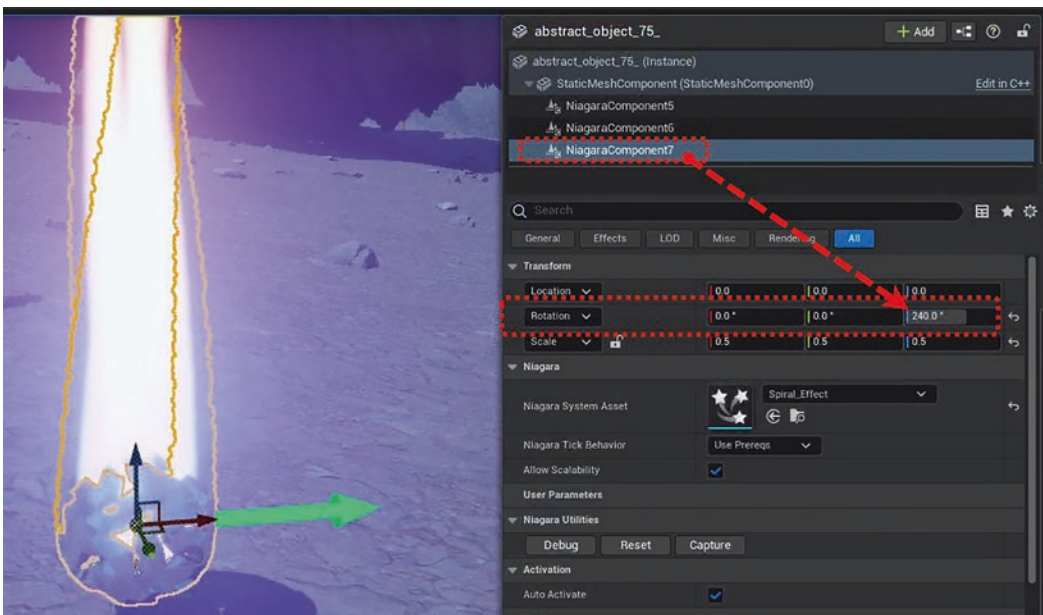 abstract_object_75_
+ Add
abstract_object_75_ (Instance)
StaticMeshComponent (StaticMeshComponent0) Edit in C++
NiagaraComponent5
NiagaraComponent6
NiagaraComponent7
Search
General Effects LOD Misc Rendering All
Transform
Location 0.0 0.0 0.0
Rotation 0.0 ° 0.0 ° 240.0 °
Scale 0.5 0.5 0.5
Niagara
Niagara System Asset Spiral_Effect
Niagara Tick Behavior Use Prereqs
Allow Scalability
User Parameters
Niagara Utilities
Debug Reset Capture
Activation
Auto Activate